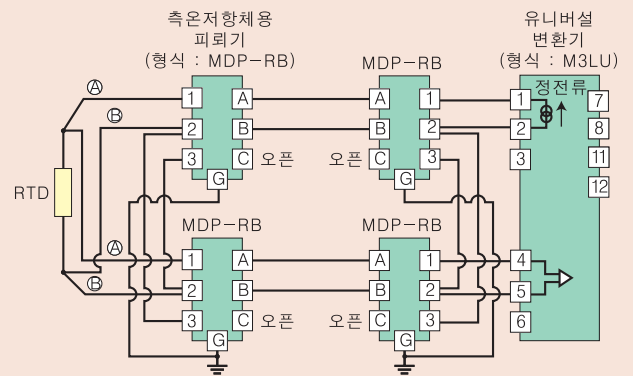 측온저항체용
피뢰기
(형식 : MDP-RB)
MDP-RB
유니버설
변환기
(형식 : M3LU)
정전류
Ⓐ
Ⓑ
1 A
2 B
3 C 오픈
G
A 1
B 2
오픈 C 3
G
1 7
2 8
3 11
12
RTD
MDP-RB
MDP-RB
Ⓐ
Ⓑ
1 A
2 B
3 C 오픈
G
A 1
B 2
오픈 C 3
G
4
5
6